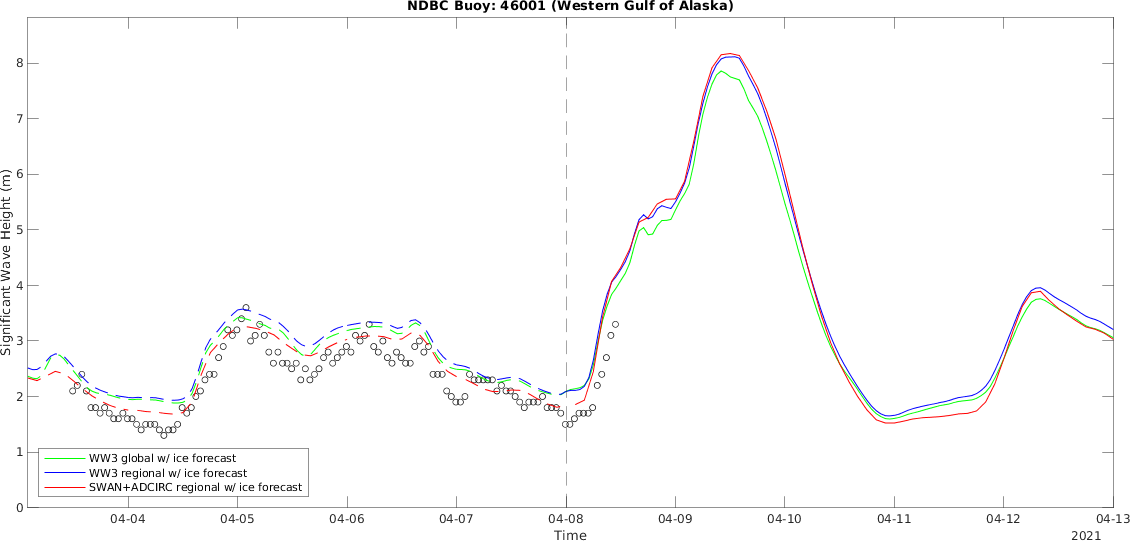 NDBC Buoy: 46001 (Western Gulf of Alaska)
Significant Wave Height (m)
8
7
6
5
4
3
2
1
0
WW3 global w/ ice forecast
WW3 regional w/ ice forecast
SWAN+ADCIRC regional w/ ice forecast
04-04 04-05 04-06 04-07 04-08 04-09 04-10 04-11 04-12 04-13
Time
2021